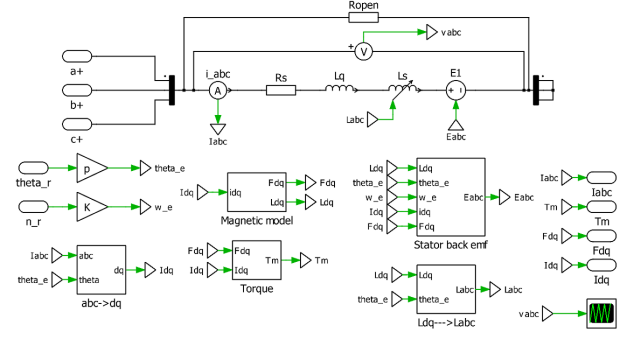 Ropen
+ V
vabc
a+
b+
c+
i_abc
A
Iabc
Rs
Lq
Ls
Labc
E1
+ –
Eabc
theta_r
p
theta_e
n_r
K
w_e
Idq
idq
Fdq
Fdq
Ldq
Ldq
Magnetic model
Ldq
Ldq
theta_e
theta_e
w_e
w_e
Idq
idq
Fdq
Fdq
Eabc
Eabc
Stator back emf
Iabc
Iabc
Tm
Tm
Fdq
Fdq
Idq
Idq
Iabc
abc
theta_e
theta
dq
Idq
abc->dq
Fdq
Fdq
Idq
Idq
Tm
Tm
Torque
Ldq
Ldq
theta_e
theta_e
Labc
Labc
Ldq--->Labc
vabc